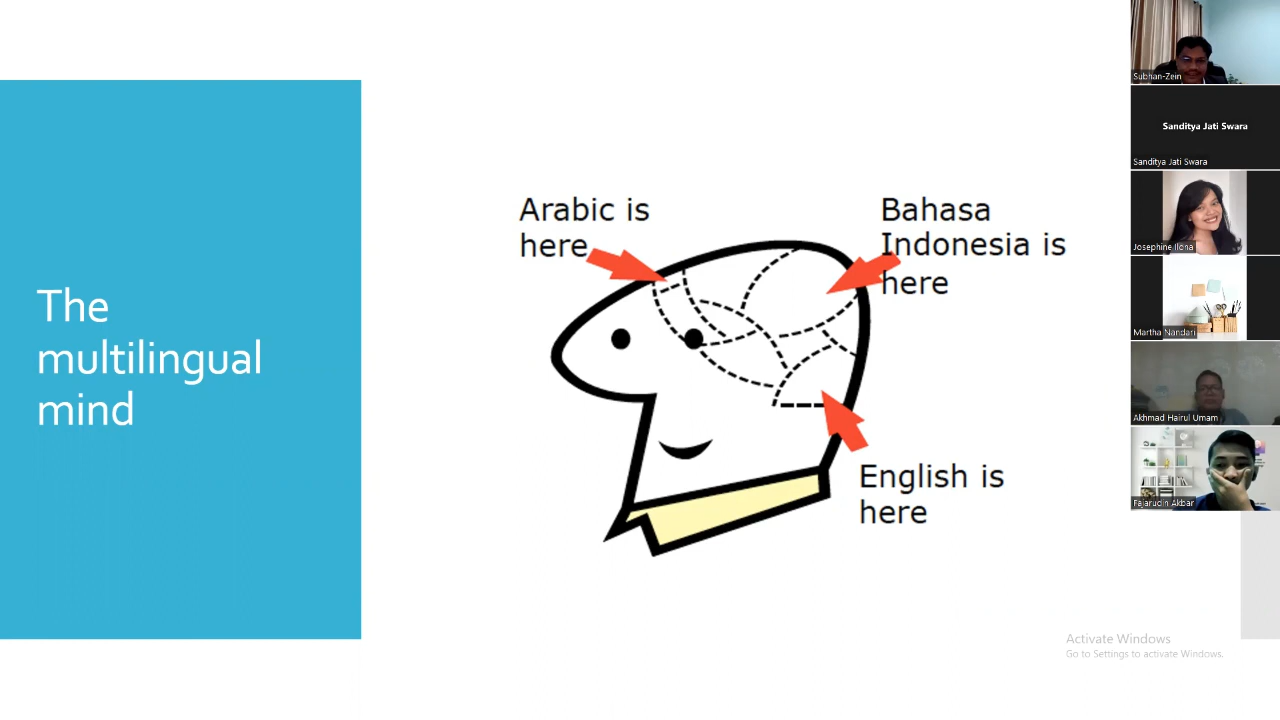 The
multilingual
mind
Arabic is
here
Bahasa
Indonesia is
here
English is
here
Subhan-Zein
Sanditya Jati Swara
Sanditya Jati Swara
Josephine Ilona
Martha Nandari
Akhmad Hairul Umam
Fajarudin Akbar
Activate Windows
Go to Settings to activate Windows.